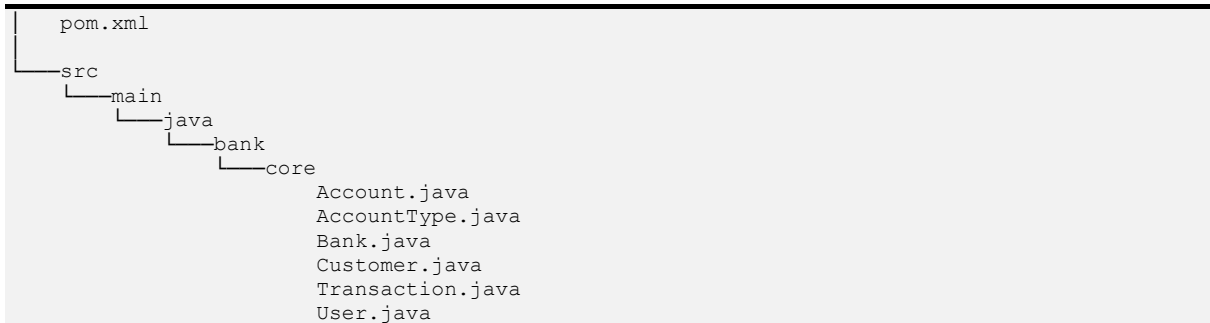 │   pom.xml
│
└───src
    └───main
        └───java
            └───bank
                └───core
                        Account.java
                        AccountType.java
                        Bank.java
                        Customer.java
                        Transaction.java
                        User.java